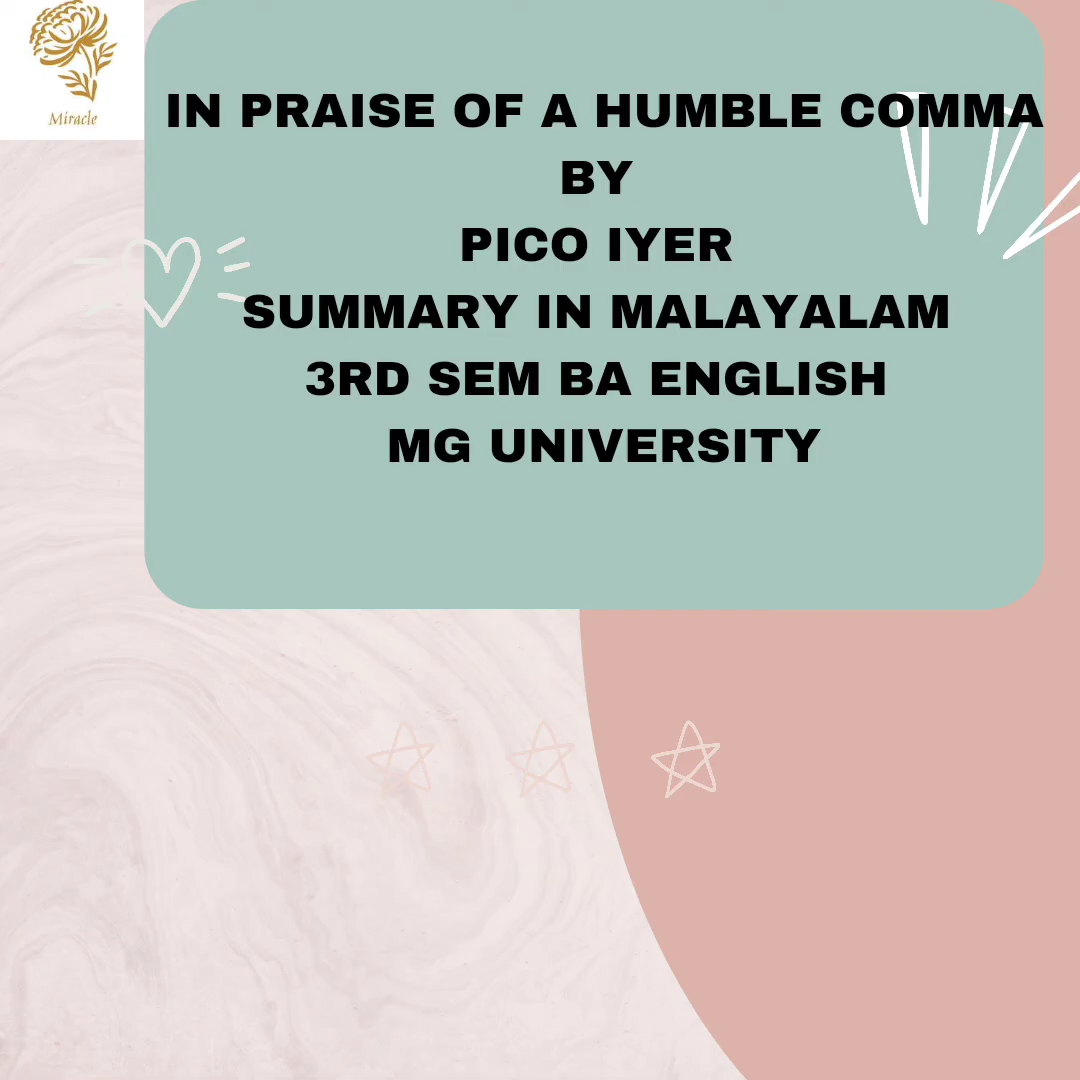 Miracle
IN PRAISE OF A HUMBLE COMMA
BY
PICO IYER
SUMMARY IN MALAYALAM
3RD SEM BA ENGLISH
MG UNIVERSITY